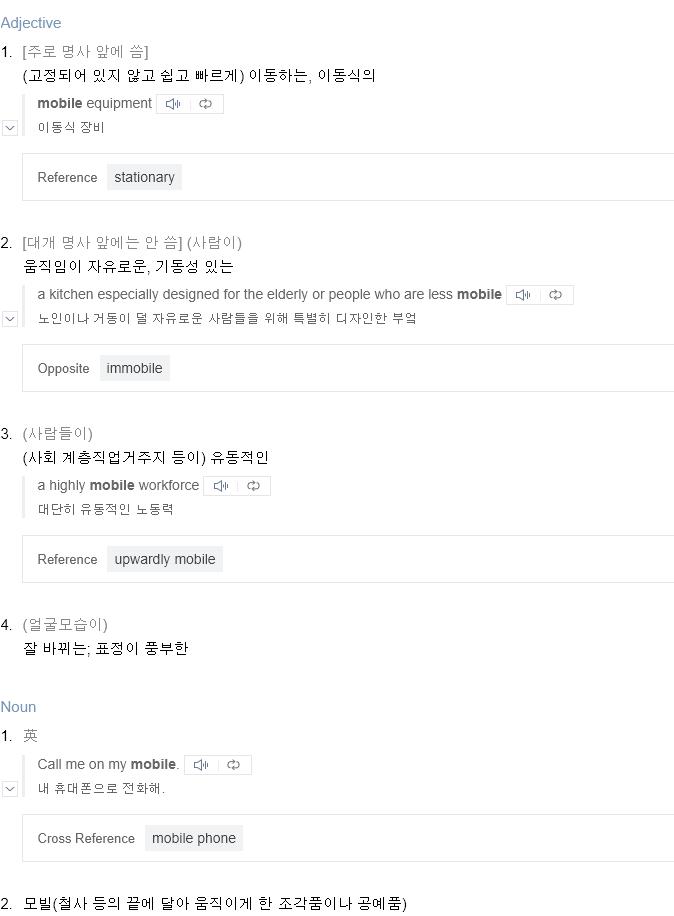 Adjective
1. [주로 명사 앞에 씀]
(고정되어 있지 않고 쉽고 빠르게) 이동하는, 이동식의
mobile equipment
이동식 장비
Reference stationary
2. [대개 명사 앞에는 안 씀] (사람이)
움직임이 자유로운, 기동성 있는
a kitchen especially designed for the elderly or people who are less mobile
노인이나 거동이 덜 자유로운 사람들을 위해 특별히 디자인한 부엌
Opposite immobile
3. (사람들이)
(사회 계층직업거주지 등이) 유동적인
a highly mobile workforce
대단히 유동적인 노동력
Reference upwardly mobile
4. (얼굴모습이)
잘 바뀌는; 표정이 풍부한
Noun
1. 英
Call me on my mobile.
내 휴대폰으로 전화해.
Cross Reference mobile phone
2. 모빌(철사 등의 끝에 달아 움직이게 한 조각품이나 공예품)